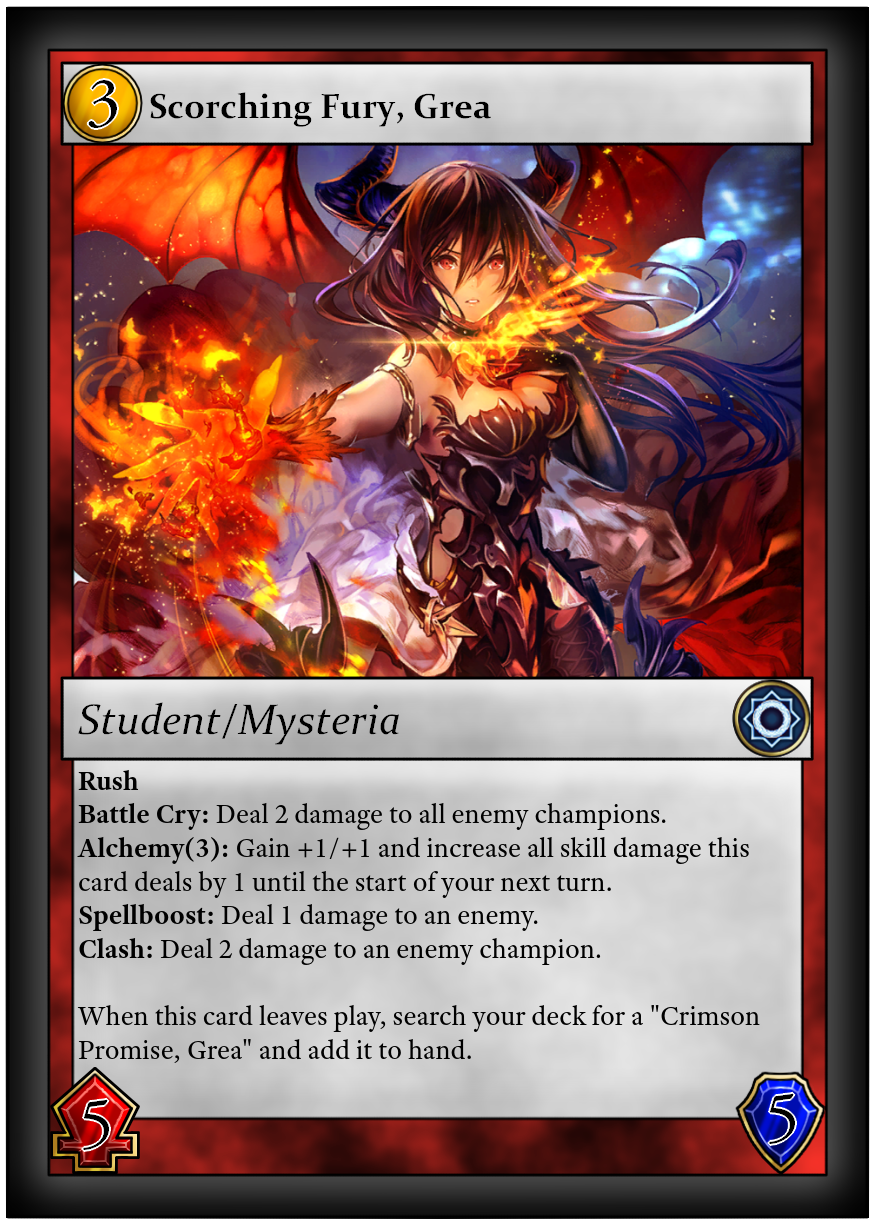 3
Scorching Fury, Grea
Student/Mysteria
Rush
Battle Cry: Deal 2 damage to all enemy champions.
Alchemy(3): Gain +1/+1 and increase all skill damage this
card deals by 1 until the start of your next turn.
Spellboost: Deal 1 damage to an enemy.
Clash: Deal 2 damage to an enemy champion.
When this card leaves play, search your deck for a "Crimson
Promise, Grea" and add it to hand.
5
5